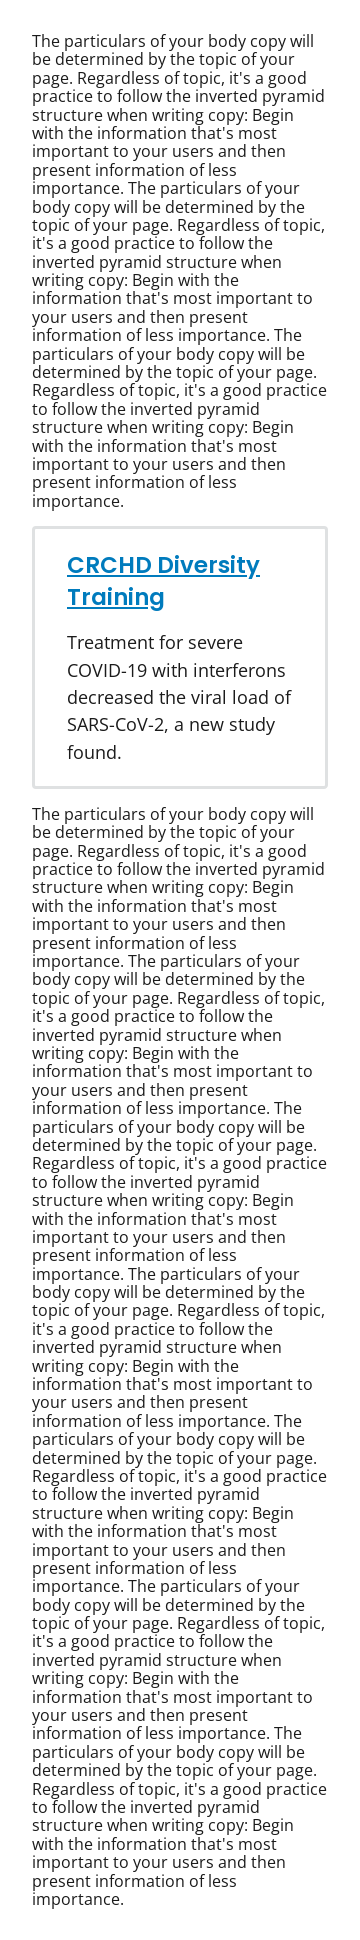 The particulars of your body copy will
be determined by the topic of your
page. Regardless of topic, it's a good
practice to follow the inverted pyramid
structure when writing copy: Begin
with the information that's most
important to your users and then
present information of less
importance. The particulars of your
body copy will be determined by the
topic of your page. Regardless of topic,
it's a good practice to follow the
inverted pyramid structure when
writing copy: Begin with the
information that's most important to
your users and then present
information of less importance. The
particulars of your body copy will be
determined by the topic of your page.
Regardless of topic, it's a good practice
to follow the inverted pyramid
structure when writing copy: Begin
with the information that's most
important to your users and then
present information of less
importance.
CRCHD Diversity
Training
Treatment for severe
COVID-19 with interferons
decreased the viral load of
SARS-CoV-2, a new study
found.
The particulars of your body copy will
be determined by the topic of your
page. Regardless of topic, it's a good
practice to follow the inverted pyramid
structure when writing copy: Begin
with the information that's most
important to your users and then
present information of less
importance. The particulars of your
body copy will be determined by the
topic of your page. Regardless of topic,
it's a good practice to follow the
inverted pyramid structure when
writing copy: Begin with the
information that's most important to
your users and then present
information of less importance. The
particulars of your body copy will be
determined by the topic of your page.
Regardless of topic, it's a good practice
to follow the inverted pyramid
structure when writing copy: Begin
with the information that's most
important to your users and then
present information of less
importance. The particulars of your
body copy will be determined by the
topic of your page. Regardless of topic,
it's a good practice to follow the
inverted pyramid structure when
writing copy: Begin with the
information that's most important to
your users and then present
information of less importance. The
particulars of your body copy will be
determined by the topic of your page.
Regardless of topic, it's a good practice
to follow the inverted pyramid
structure when writing copy: Begin
with the information that's most
important to your users and then
present information of less
importance. The particulars of your
body copy will be determined by the
topic of your page. Regardless of topic,
it's a good practice to follow the
inverted pyramid structure when
writing copy: Begin with the
information that's most important to
your users and then present
information of less importance. The
particulars of your body copy will be
determined by the topic of your page.
Regardless of topic, it's a good practice
to follow the inverted pyramid
structure when writing copy: Begin
with the information that's most
important to your users and then
present information of less
importance.